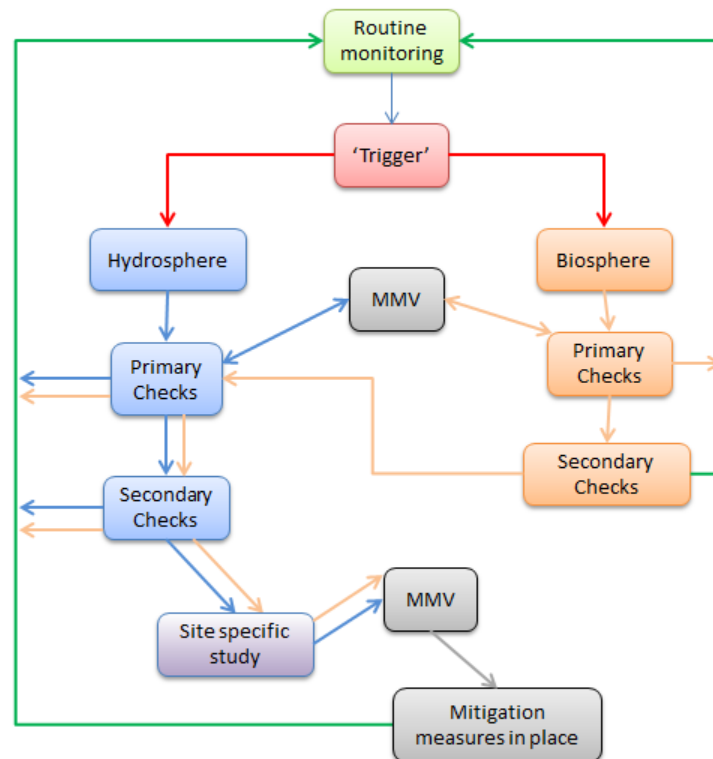 Routine
monitoring
‘Trigger’
Hydrosphere
Biosphere
MMV
Primary
Checks
Primary
Checks
Secondary
Checks
Secondary
Checks
MMV
Site specific
study
Mitigation
measures in place